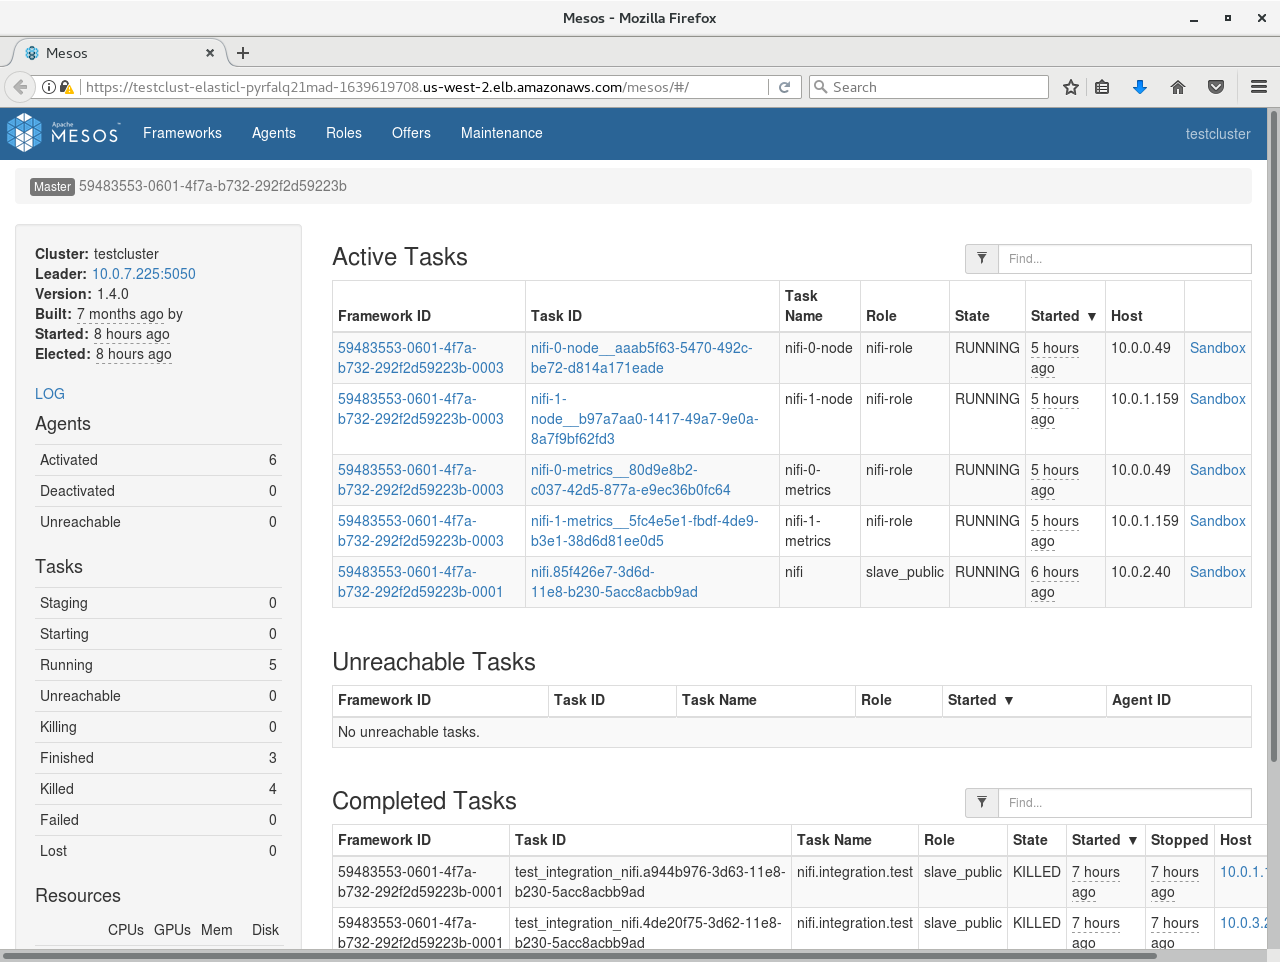 Mesos - Mozilla Firefox
Mesos
https://testclust-elasticl-pyrfalq21mad-1639619708.us-west-2.elb.amazonaws.com/mesos/#/
Search
Apache
MESOS
Frameworks Agents Roles Offers Maintenance
testcluster
Master 59483553-0601-4f7a-b732-292f2d59223b
Cluster: testcluster
Leader: 10.0.7.225:5050
Version: 1.4.0
Built: 7 months ago by
Started: 8 hours ago
Elected: 8 hours ago
LOG
Agents
Activated 6
Deactivated 0
Unreachable 0
Tasks
Staging 0
Starting 0
Running 5
Unreachable 0
Killing 0
Finished 3
Killed 4
Failed 0
Lost 0
Resources
CPUs GPUs Mem Disk
Active Tasks
Find...
Framework ID Task ID Task Name Role State Started ▼ Host
59483553-0601-4f7a- nifi-0-node__aaab5f63-5470-492c- nifi-0-node nifi-role RUNNING 5 hours 10.0.0.49 Sandbox
b732-292f2d59223b-0003 be72-d814a171eade ago
59483553-0601-4f7a- nifi-1- nifi-1-node nifi-role RUNNING 5 hours 10.0.1.159 Sandbox
b732-292f2d59223b-0003 node__b97a7aa0-1417-49a7-9e0a- ago
8a7f9bf62fd3
59483553-0601-4f7a- nifi-0-metrics__80d9e8b2- nifi-0- nifi-role RUNNING 5 hours 10.0.0.49 Sandbox
b732-292f2d59223b-0003 c037-42d5-877a-e9ec36b0fc64 metrics ago
59483553-0601-4f7a- nifi-1-metrics__5fc4e5e1-fbdf-4de9- nifi-1- nifi-role RUNNING 5 hours 10.0.1.159 Sandbox
b732-292f2d59223b-0003 b3e1-38d6d81ee0d5 metrics ago
59483553-0601-4f7a- nifi.85f426e7-3d6d- nifi slave_public RUNNING 6 hours 10.0.2.40 Sandbox
b732-292f2d59223b-0001 11e8-b230-5acc8acbb9ad ago
Unreachable Tasks
Framework ID Task ID Task Name Role Started ▼ Agent ID
No unreachable tasks.
Completed Tasks
Find...
Framework ID Task ID Task Name Role State Started ▼ Stopped Host
59483553-0601-4f7a- test_integration_nifi.a944b976-3d63-11e8- nifi.integration.test slave_public KILLED 7 hours 7 hours 10.0.1.
b732-292f2d59223b-0001 b230-5acc8acbb9ad ago ago
59483553-0601-4f7a- test_integration_nifi.4de20f75-3d62-11e8- nifi.integration.test slave_public KILLED 7 hours 7 hours 10.0.3.
b732-292f2d59223b-0001 b230-5acc8acbb9ad ago ago